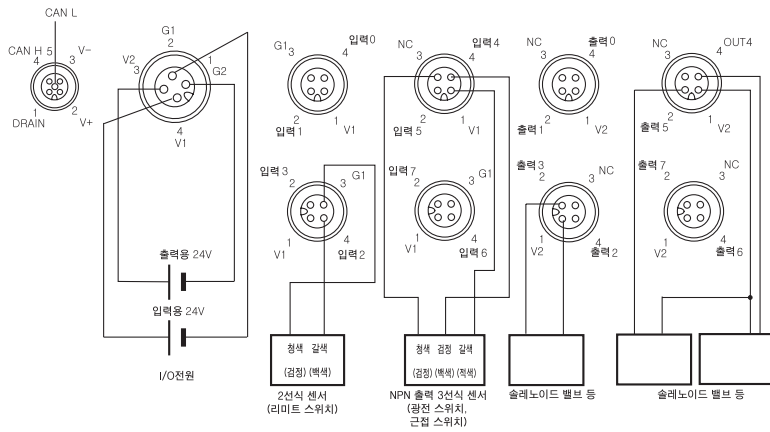 CAN L
CAN H 5 V-
4 3
1 2
DRAIN V+
G1
2
V2 1
3 G2
4
V1
출력용 24V
입력용 24V
I/O전원
G1 3 4 입력0
2 1
입력1 V1
NC 3 4 입력4
2 1
입력5 V1
NC 3 4 출력0
2 1
출력1 V2
NC 3 4 OUT4
2 1
출력5 V2
입력3 2 3 G1
1 4
V1 입력2
입력7 2 3 G1
1 4
V1 입력6
출력3 2 3 NC
1 4
V2 출력2
출력7 2 3 NC
1 4
V2 출력6
청색 갈색
(검정) (백색)
2선식 센서
(리미트 스위치)
청색 검정 갈색
(검정) (백색) (적색)
NPN 출력 3선식 센서
(광전 스위치,
근접 스위치)
솔레노이드 밸브 등
솔레노이드 밸브 등